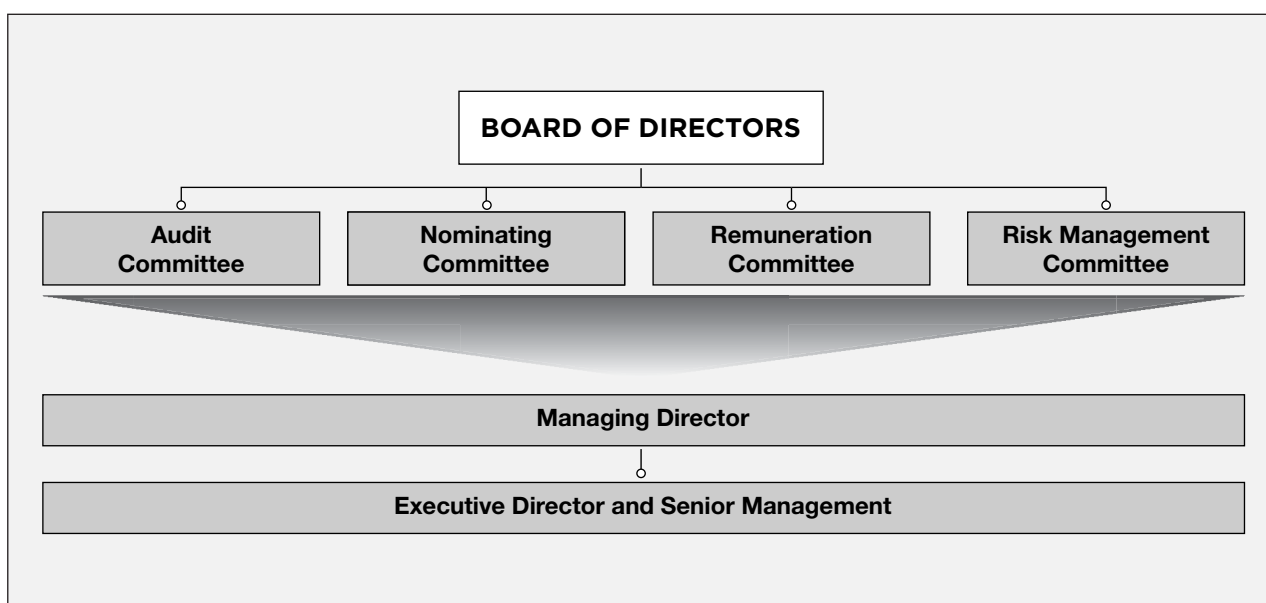 BOARD OF DIRECTORS
Audit
Committee
Nominating
Committee
Remuneration
Committee
Risk Management
Committee
Managing Director
Executive Director and Senior Management